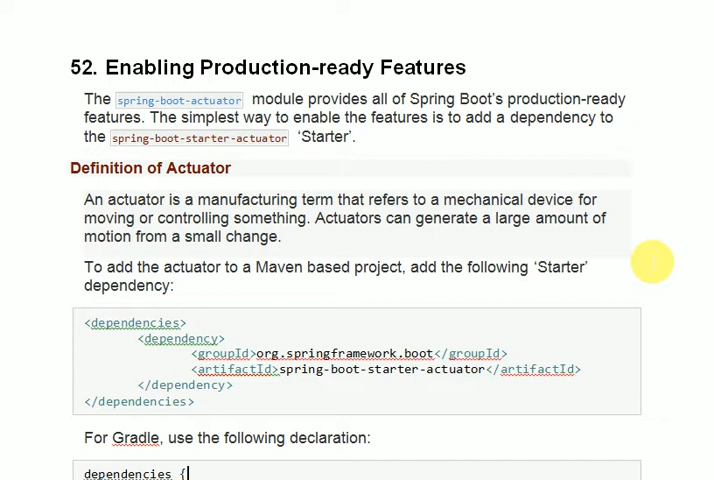 52. Enabling Production-ready Features
The spring-boot-actuator module provides all of Spring Boot's production-ready
features. The simplest way to enable the features is to add a dependency to
the spring-boot-starter-actuator ‘Starter’.
Definition of Actuator
An actuator is a manufacturing term that refers to a mechanical device for
moving or controlling something. Actuators can generate a large amount of
motion from a small change.
To add the actuator to a Maven based project, add the following ‘Starter’
dependency:
<dependencies>
<dependency>
<groupId>org.springframework.boot</groupId>
<artifactId>spring-boot-starter-actuator</artifactId>
</dependency>
</dependencies>
For Gradle, use the following declaration:
dependencies {